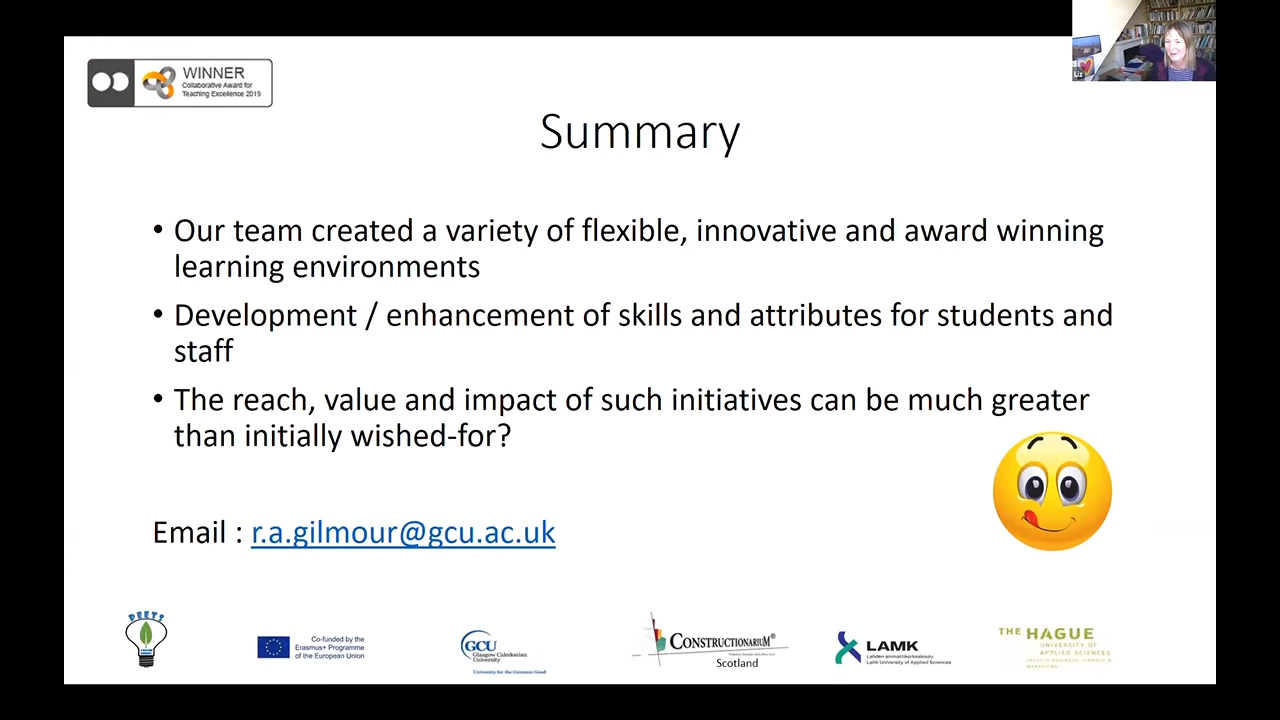 WINNER
Collaborative Award for
Teaching Excellence 2019
Liz
Summary
• Our team created a variety of flexible, innovative and award winning
learning environments
• Development / enhancement of skills and attributes for students and
staff
• The reach, value and impact of such initiatives can be much greater
than initially wished-for?
Email : r.a.gilmour@gcu.ac.uk
PEETS
Co-funded by the
Erasmus+ Programme
of the European Union
GCU
Glasgow Caledonian
University
University for the Common Good
CONSTRUCTIONARIUM®
Scotland
LAMK
Lahden ammattikorkeakoulu
Lahti University of Applied Sciences
THE HAGUE
UNIVERSITY OF
APPLIED SCIENCES